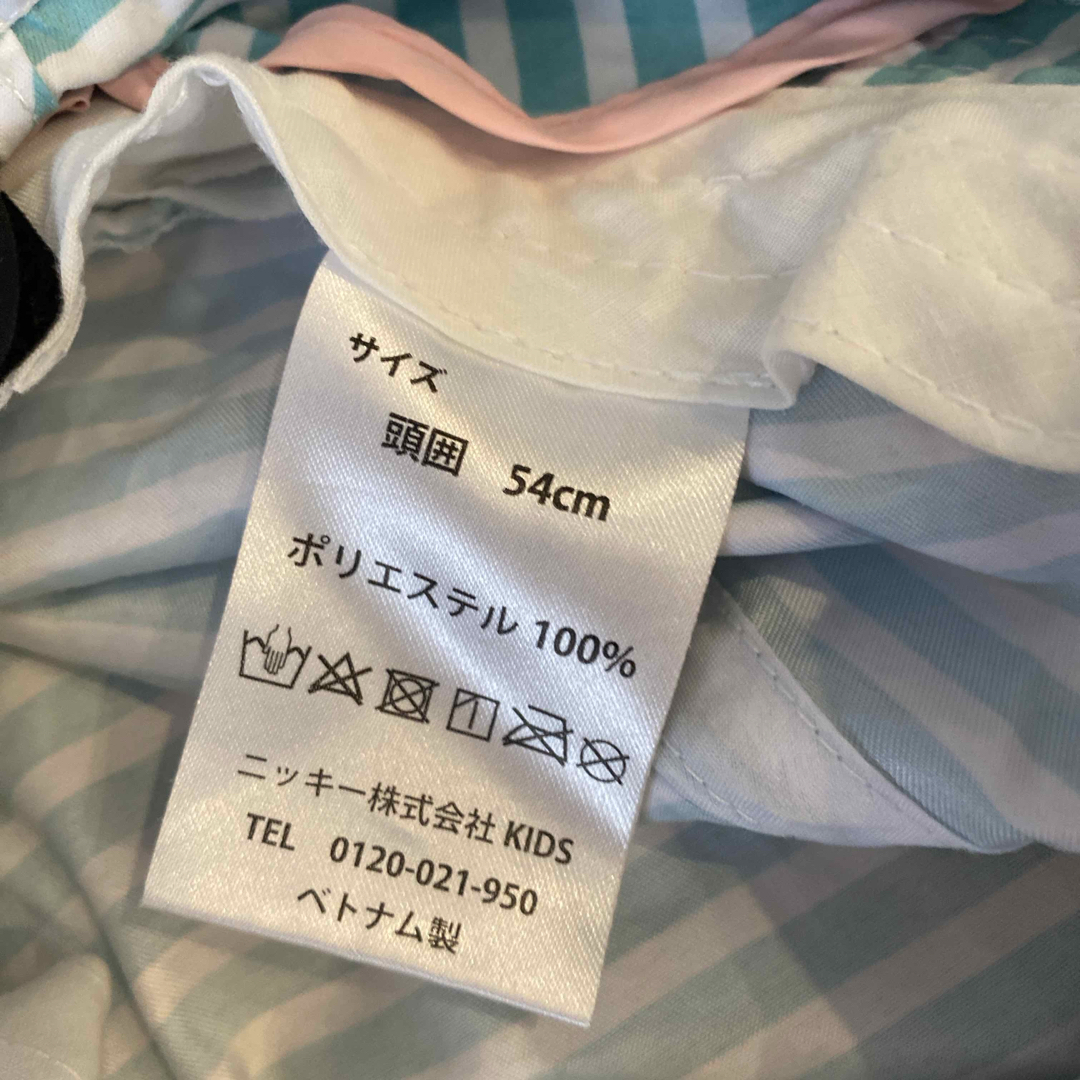 サイズ
頭囲 54cm
ポリエステル 100%
ニッキー株式会社 KIDS
TEL 0120-021-950
ベトナム製